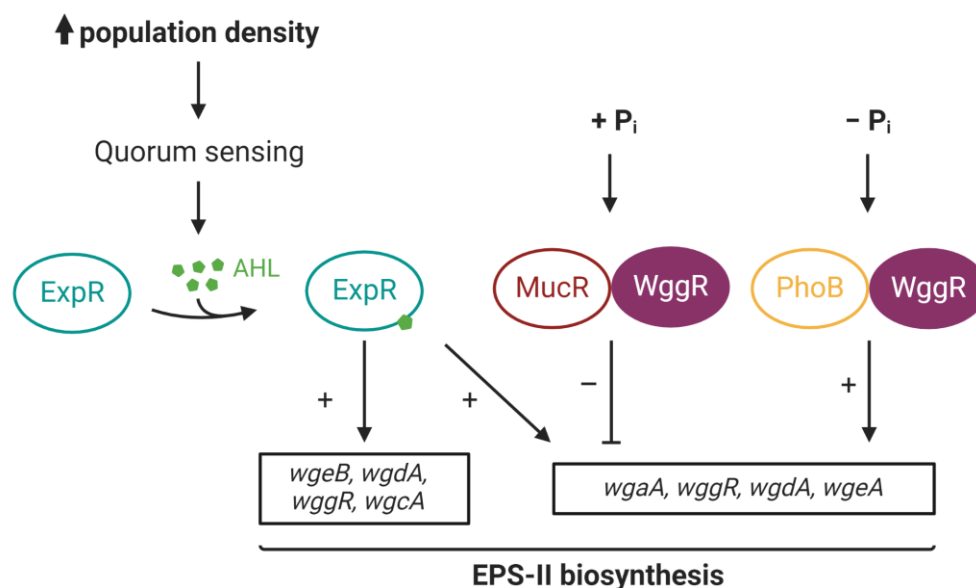 population density
Quorum sensing
+ Pᵢ
− Pᵢ
ExpR
AHL
ExpR
MucR
WggR
PhoB
WggR
+
+
−
+
wgeB, wgdA,
wggR, wgcA
wgaA, wggR, wgdA, wgeA
EPS-II biosynthesis